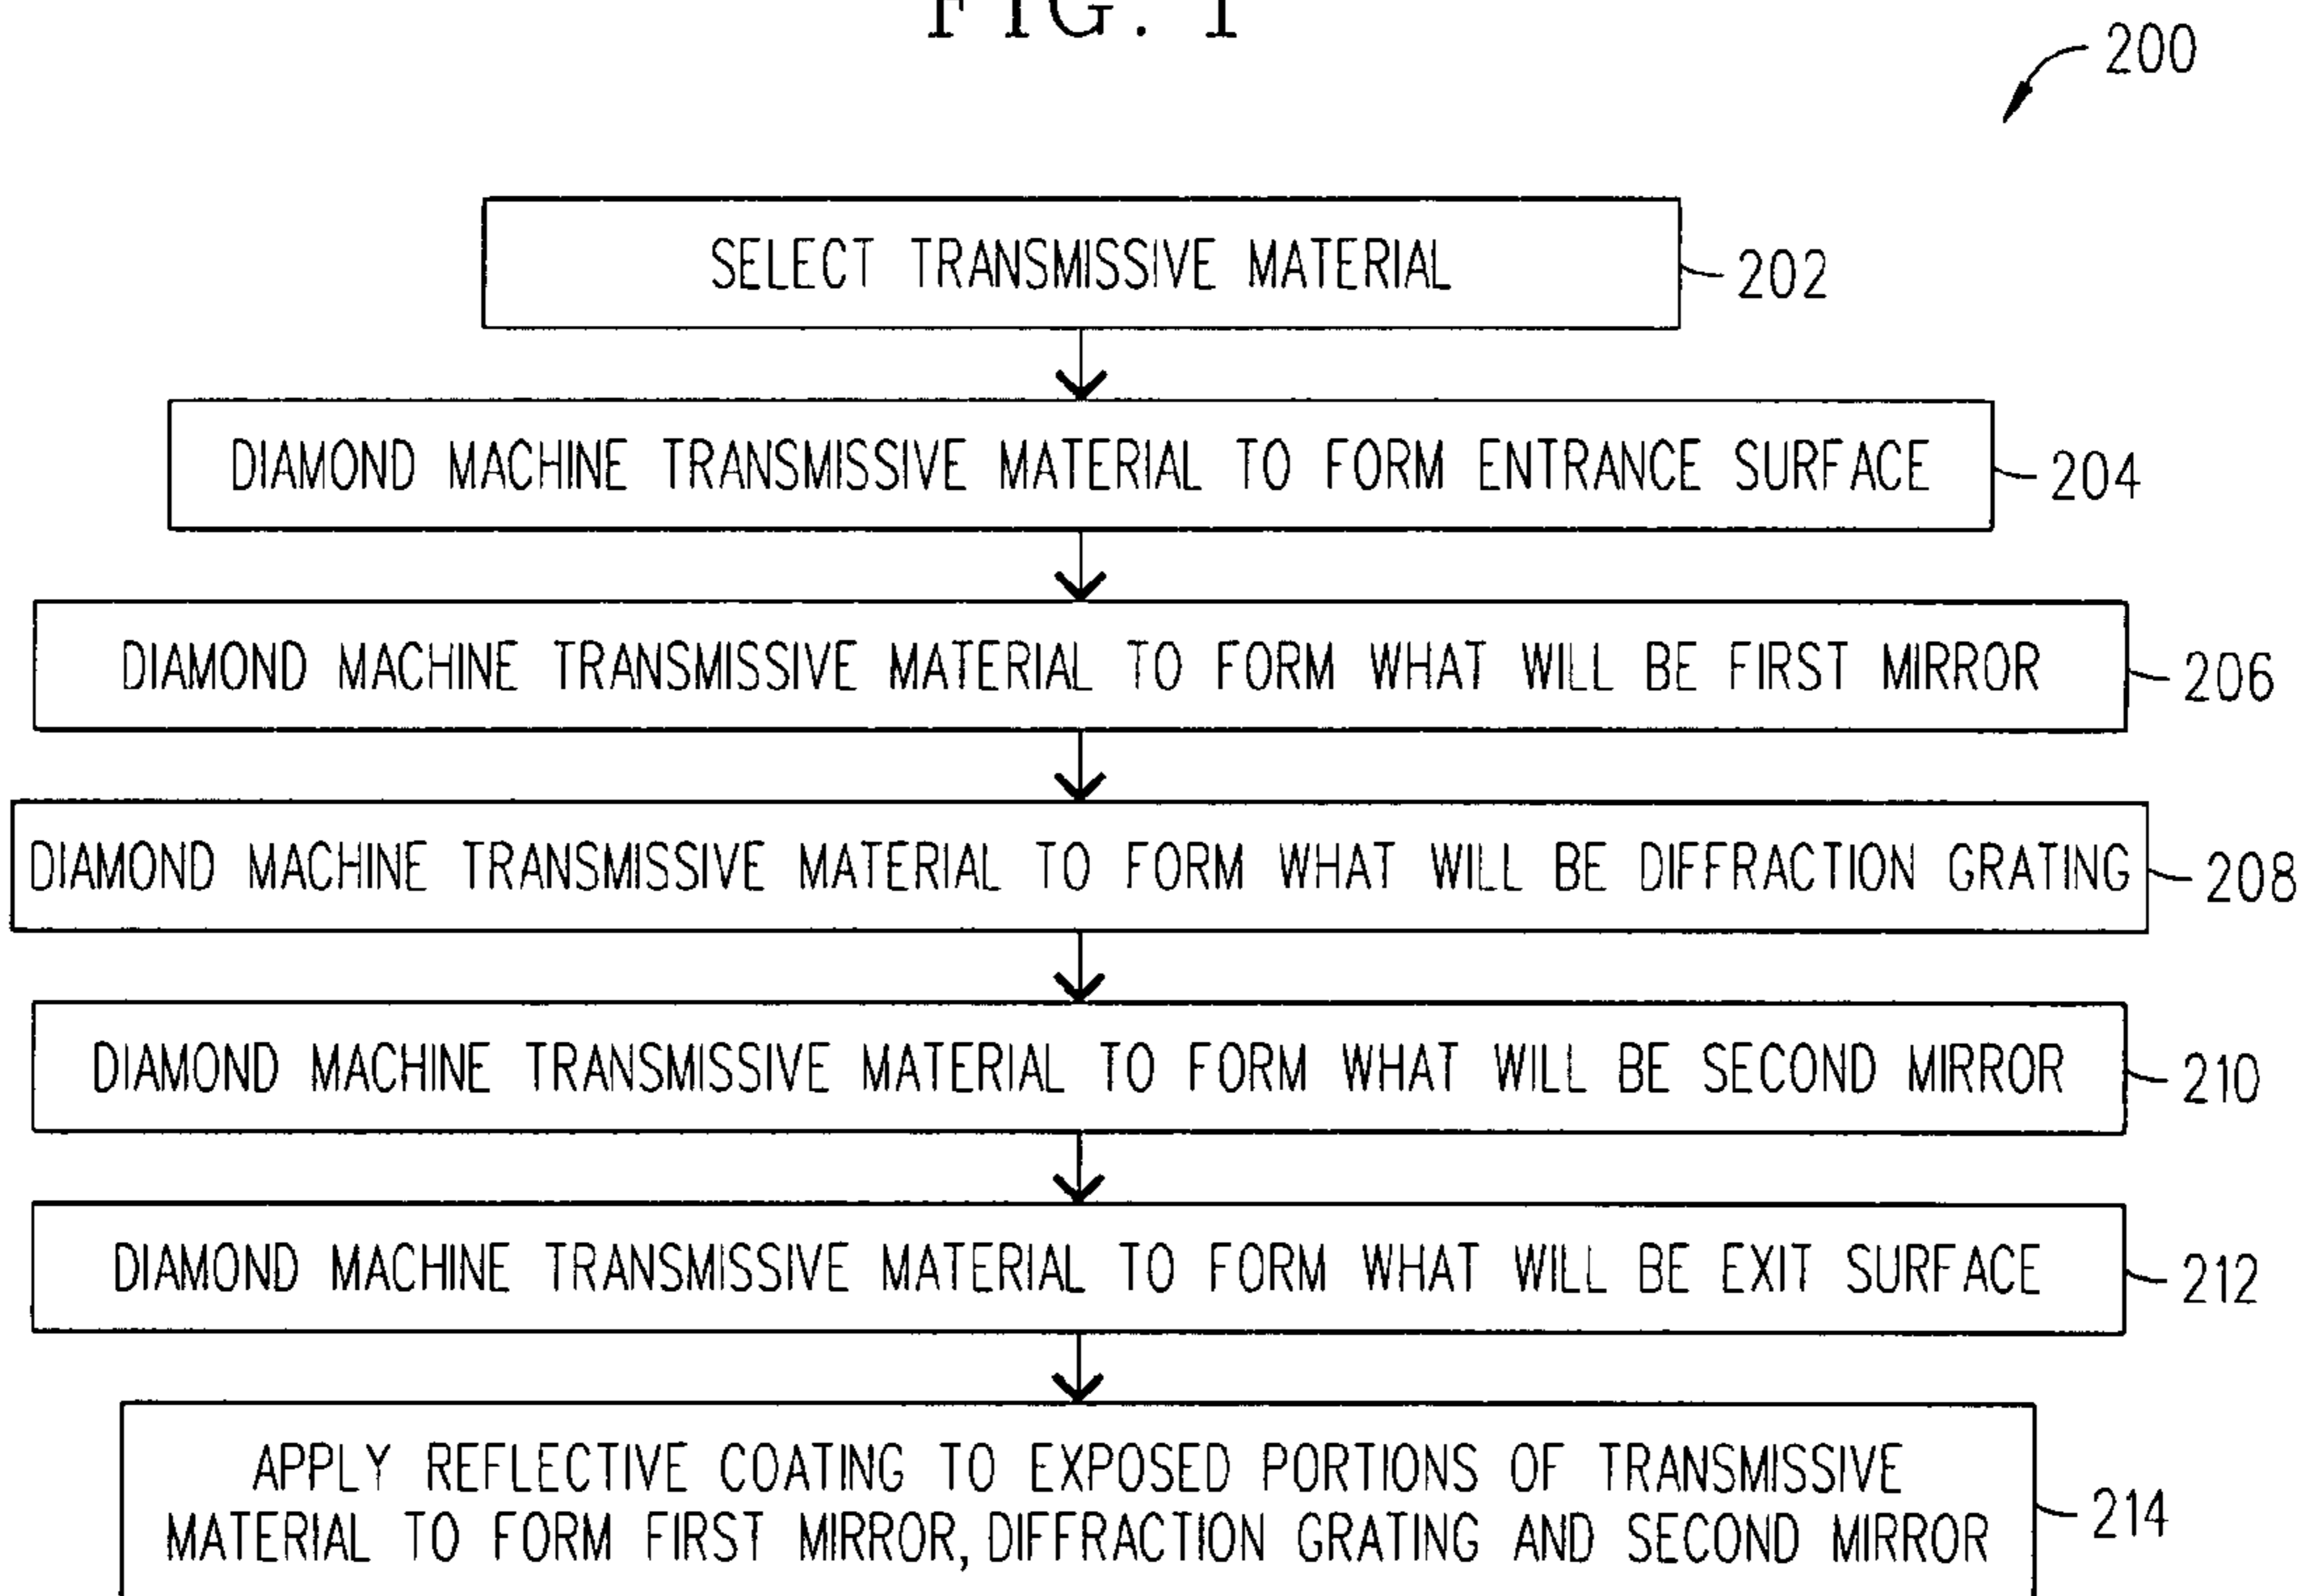 FIG. 1
200
SELECT TRANSMISSIVE MATERIAL
202
DIAMOND MACHINE TRANSMISSIVE MATERIAL TO FORM ENTRANCE SURFACE
204
DIAMOND MACHINE TRANSMISSIVE MATERIAL TO FORM WHAT WILL BE FIRST MIRROR
206
DIAMOND MACHINE TRANSMISSIVE MATERIAL TO FORM WHAT WILL BE DIFFRACTION GRATING
208
DIAMOND MACHINE TRANSMISSIVE MATERIAL TO FORM WHAT WILL BE SECOND MIRROR
210
DIAMOND MACHINE TRANSMISSIVE MATERIAL TO FORM WHAT WILL BE EXIT SURFACE
212
APPLY REFLECTIVE COATING TO EXPOSED PORTIONS OF TRANSMISSIVE
MATERIAL TO FORM FIRST MIRROR, DIFFRACTION GRATING AND SECOND MIRROR
214